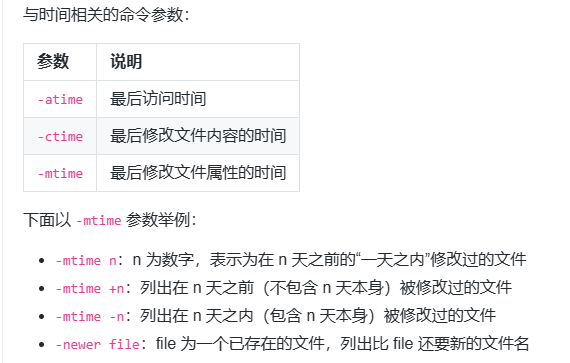 与时间相关的命令参数：
参数 说明
-atime 最后访问时间
-ctime 最后修改文件内容的时间
-mtime 最后修改文件属性的时间
下面以 -mtime 参数举例：
-mtime n：n 为数字，表示为在 n 天之前的“一天之内”修改过的文件
-mtime +n：列出在 n 天之前（不包含 n 天本身）被修改过的文件
-mtime -n：列出在 n 天之内（包含 n 天本身）被修改过的文件
-newer file：file 为一个已存在的文件，列出比 file 还要新的文件名